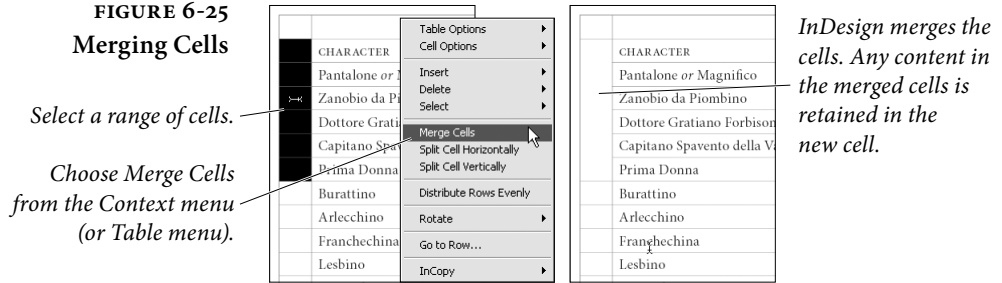 FIGURE 6-25
Merging Cells
Select a range of cells.
Choose Merge Cells
from the Context menu
(or Table menu).
CHARACTER
Pantalone or
Zanobio da Pi
Dottore Grati
Capitano Spav
Prima Donna
Burattino
Arlecchino
Franchechina
Lesbino
Table Options
Cell Options
Insert
Delete
Select
Merge Cells
Split Cell Horizontally
Split Cell Vertically
Distribute Rows Evenly
Rotate
Go to Row...
InCopy
CHARACTER
Pantalone or Magnifico
Zanobio da Piombino
Dottore Gratiano Forbison
Capitano Spavento della Va
Prima Donna
Burattino
Arlecchino
Franchechina
Lesbino
InDesign merges the
cells. Any content in
the merged cells is
retained in the
new cell.